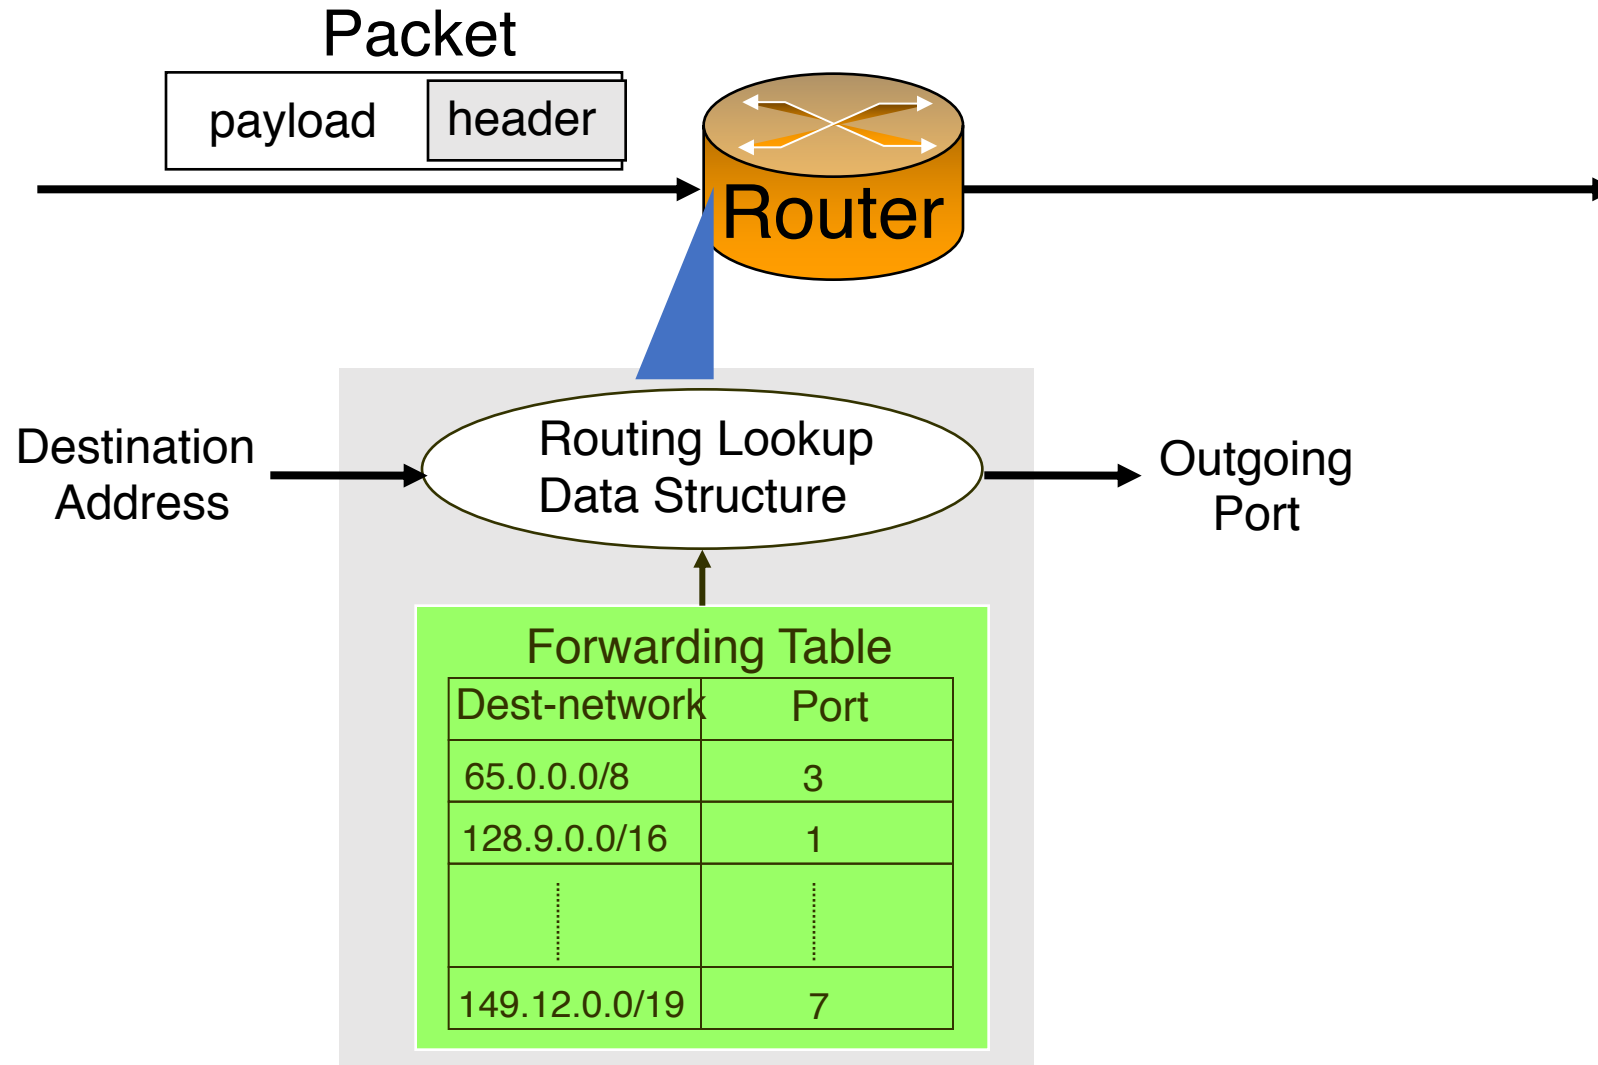 Packet
payload header
Router
Destination
Address
Routing Lookup
Data Structure
Outgoing
Port
Forwarding Table
Dest-network Port
65.0.0.0/8 3
128.9.0.0/16 1
149.12.0.0/19 7